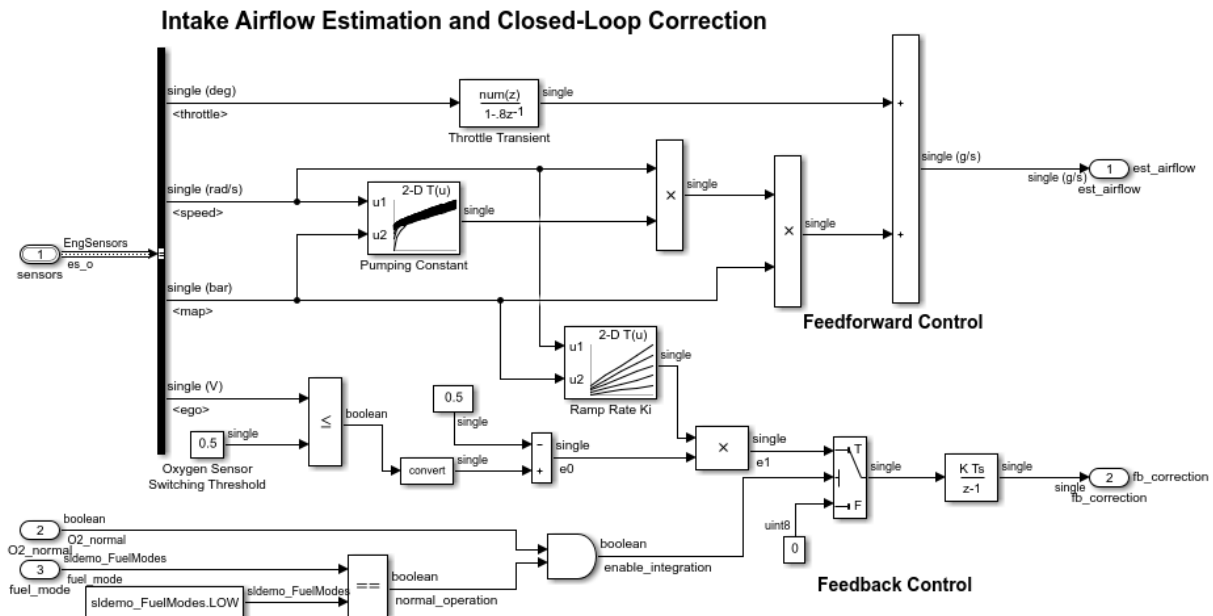 Intake Airflow Estimation and Closed-Loop Correction
single (deg)
<throttle>
num(z)
1-.8z-1
single
Throttle Transient
+
single (rad/s)
<speed>
2-D T(u)
u1
u2
single
Pumping Constant
×
single
×
single
+
single (g/s)
single (g/s)
1
est_airflow
est_airflow
1
sensors
EngSensors
es_o
single (bar)
<map>
Feedforward Control
2-D T(u)
u1
u2
single
Ramp Rate Ki
single (V)
<ego>
0.5
single
Oxygen Sensor
Switching Threshold
≤
boolean
convert
single
0.5
single
−
+
single
e0
×
single
e1
T
F
single
K Ts
z-1
single
single
2
fb_correction
fb_correction
uint8
0
2
O2_normal
boolean
O2_normal
3
fuel_mode
sldemo_FuelModes
fuel_mode
sldemo_FuelModes.LOW
sldemo_FuelModes
==
boolean
normal_operation
boolean
enable_integration
Feedback Control